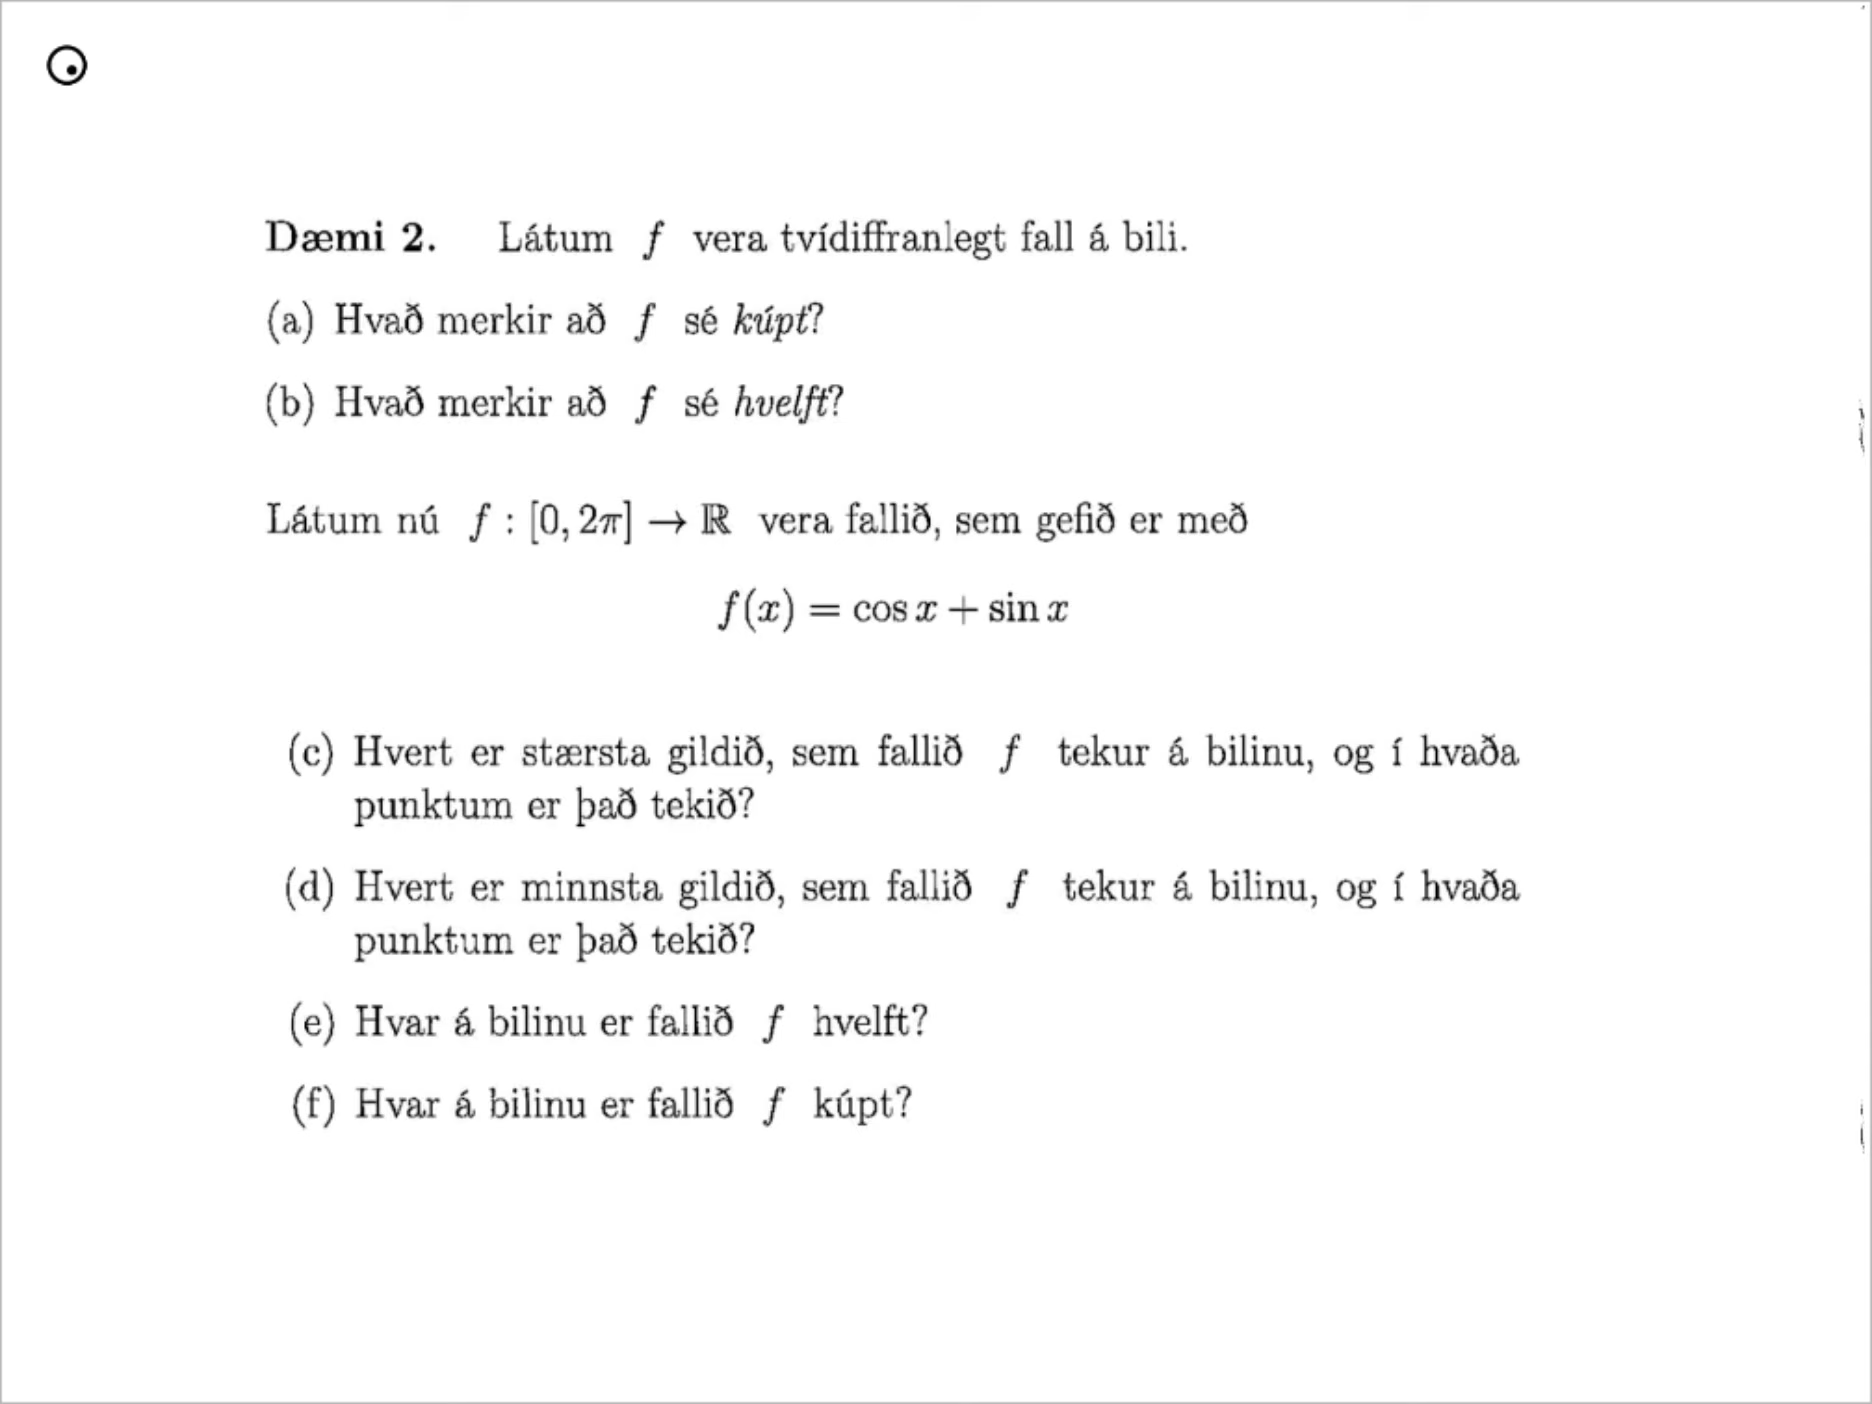 Dæmi 2. Látum f vera tvídiffranlegt fall á bili.
(a) Hvað merkir að f sé kúpt?
(b) Hvað merkir að f sé hvelft?
Látum nú f : [0, 2π] → ℝ vera fallið, sem gefið er með
f(x) = cos x + sin x
(c) Hvert er stærsta gildið, sem fallið f tekur á bilinu, og í hvaða
punktum er það tekið?
(d) Hvert er minnsta gildið, sem fallið f tekur á bilinu, og í hvaða
punktum er það tekið?
(e) Hvar á bilinu er fallið f hvelft?
(f) Hvar á bilinu er fallið f kúpt?